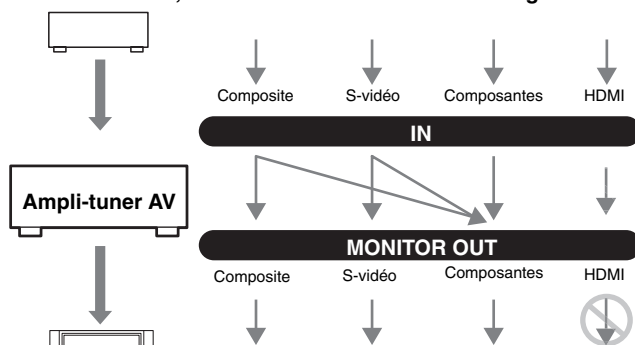 Composite S-vidéo Composantes HDMI
IN
Ampli-tuner AV
MONITOR OUT
Composite S-vidéo Composantes HDMI